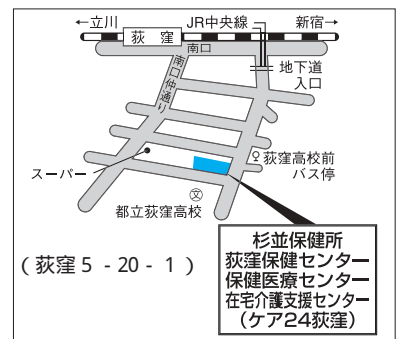 ←立川
JR中央線
新宿→
荻窪
南口
南口仲通り
地下道
入口
荻窪高校前
バス停
スーパー
文
都立荻窪高校
(荻窪5-20-1)
杉並保健所
荻窪保健センター
保健医療センター
在宅介護支援センター
(ケア24荻窪)